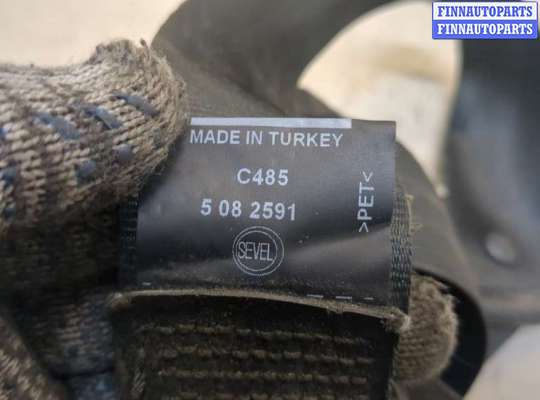 FINNAUTOPARTS
FINNAUTOPARTS
MADE IN TURKEY
C485
5 08 2591
>PET<
SEVEL